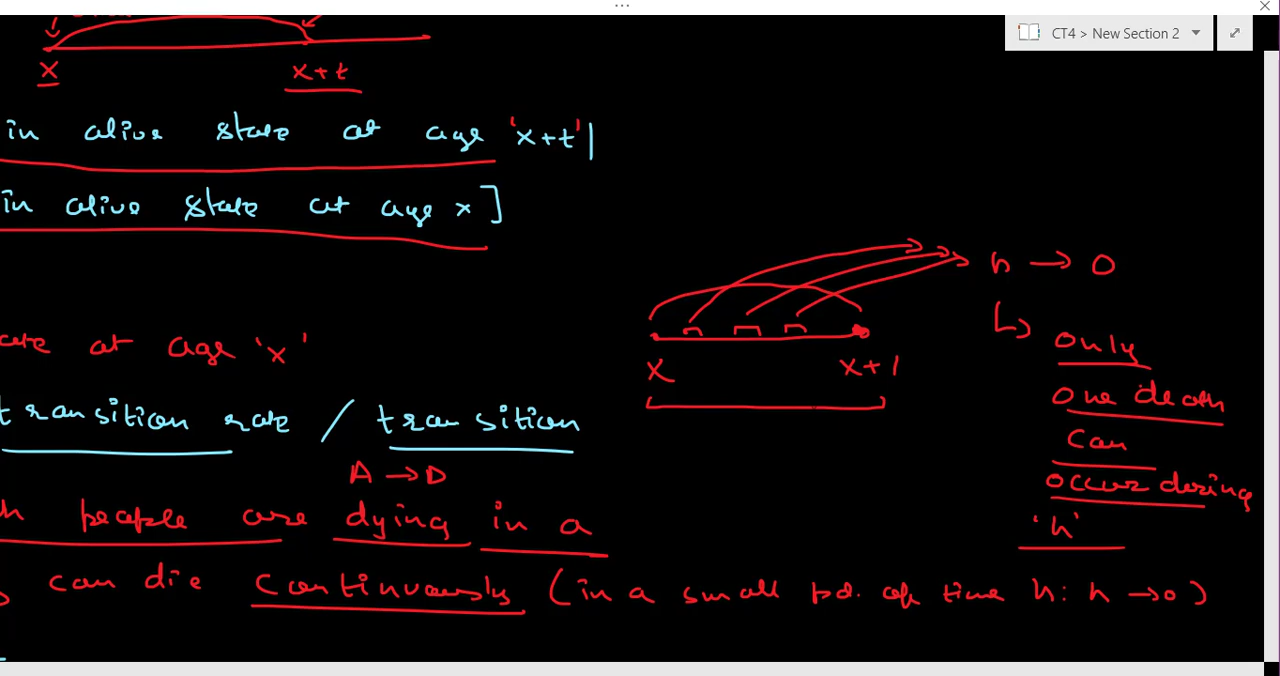 CT4 > New Section 2
x x+t
in alive state at age 'x+t'|
in alive state at age x]
h → 0
only
x x+1
one death
can
occur during
'h'
at age 'x'
transition rate / transition
A → D
people are dying in a
can die continuously (in a small pd. of time h: h → 0)